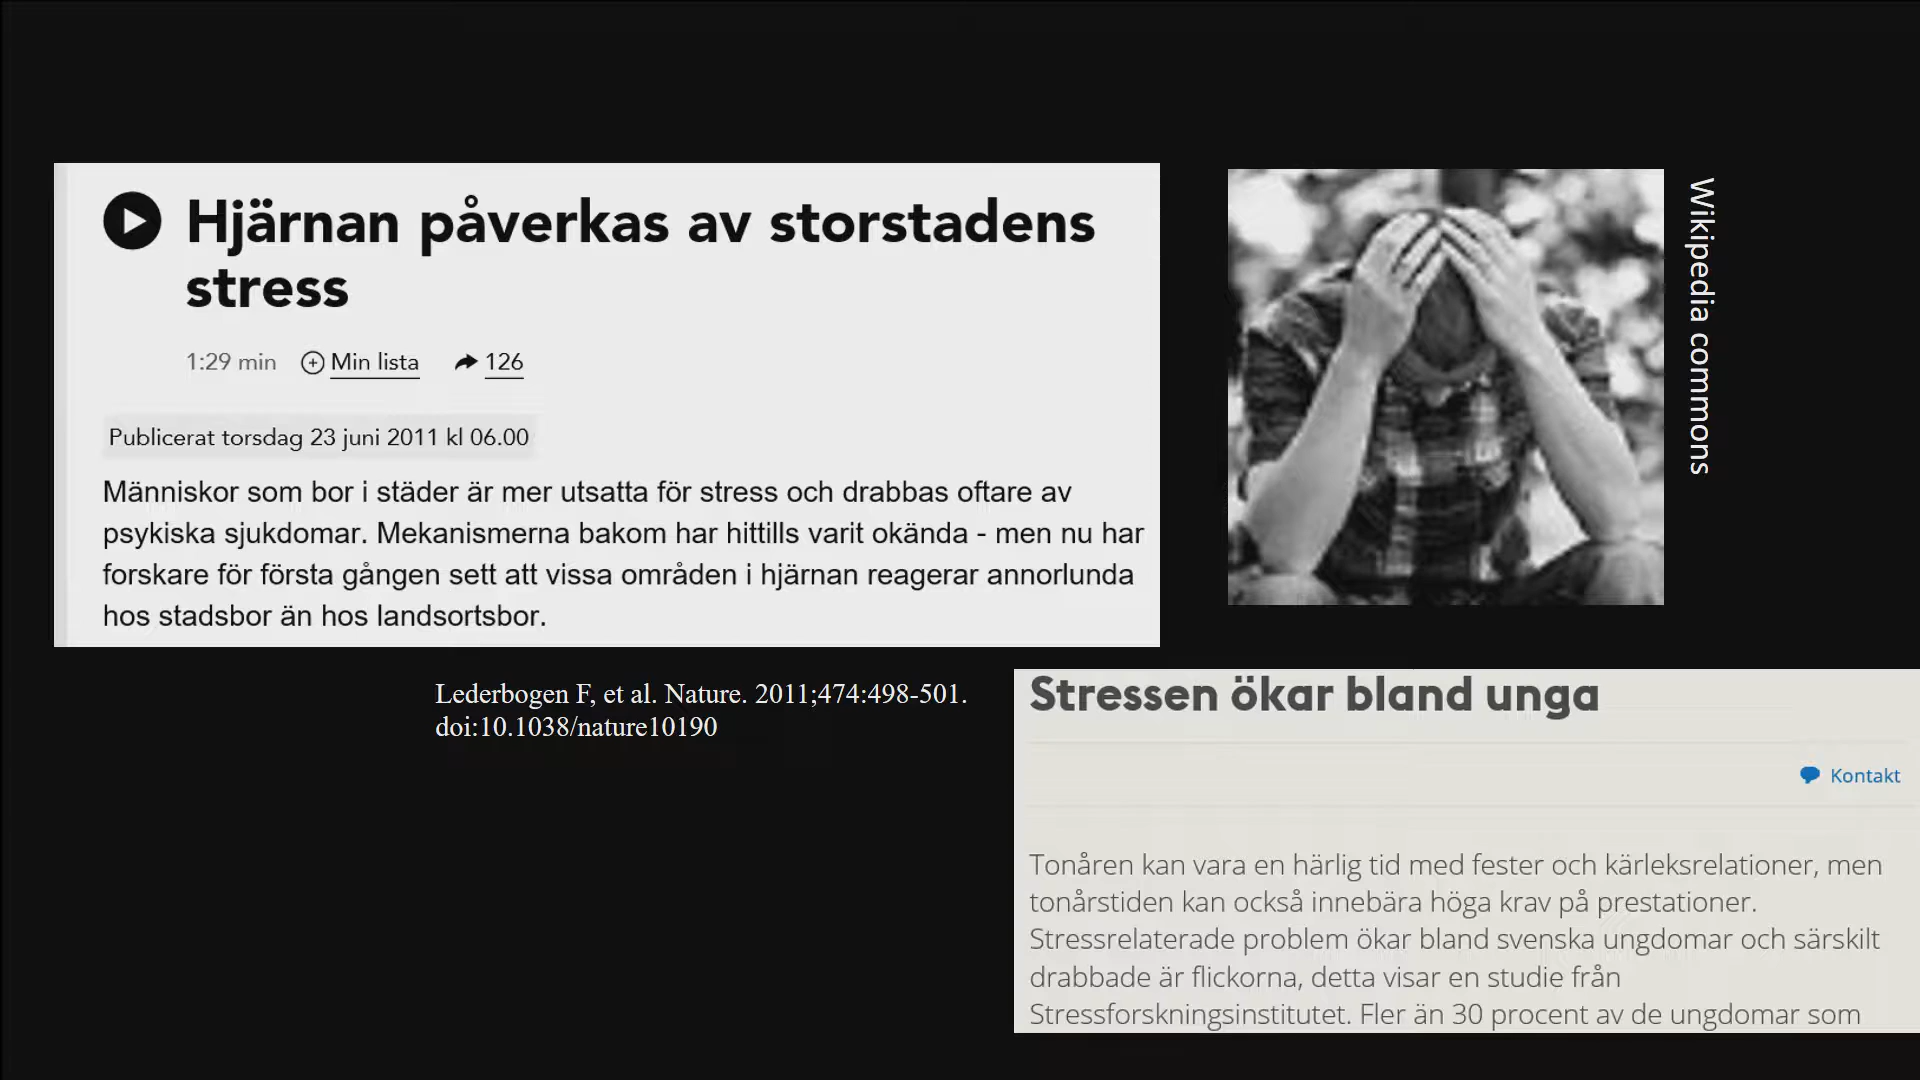 Hjärnan påverkas av storstadens
stress
1:29 min Min lista 126
Publicerat torsdag 23 juni 2011 kl 06.00
Människor som bor i städer är mer utsatta för stress och drabbas oftare av
psykiska sjukdomar. Mekanismerna bakom har hittills varit okända - men nu har
forskare för första gången sett att vissa områden i hjärnan reagerar annorlunda
hos stadsbor än hos landsortsbor.
Wikipedia commons
Lederbogen F, et al. Nature. 2011;474:498-501.
doi:10.1038/nature10190
Stressen ökar bland unga
Kontakt
Tonåren kan vara en härlig tid med fester och kärleksrelationer, men
tonårstiden kan också innebära höga krav på prestationer.
Stressrelaterade problem ökar bland svenska ungdomar och särskilt
drabbade är flickorna, detta visar en studie från
Stressforskningsinstitutet. Fler än 30 procent av de ungdomar som